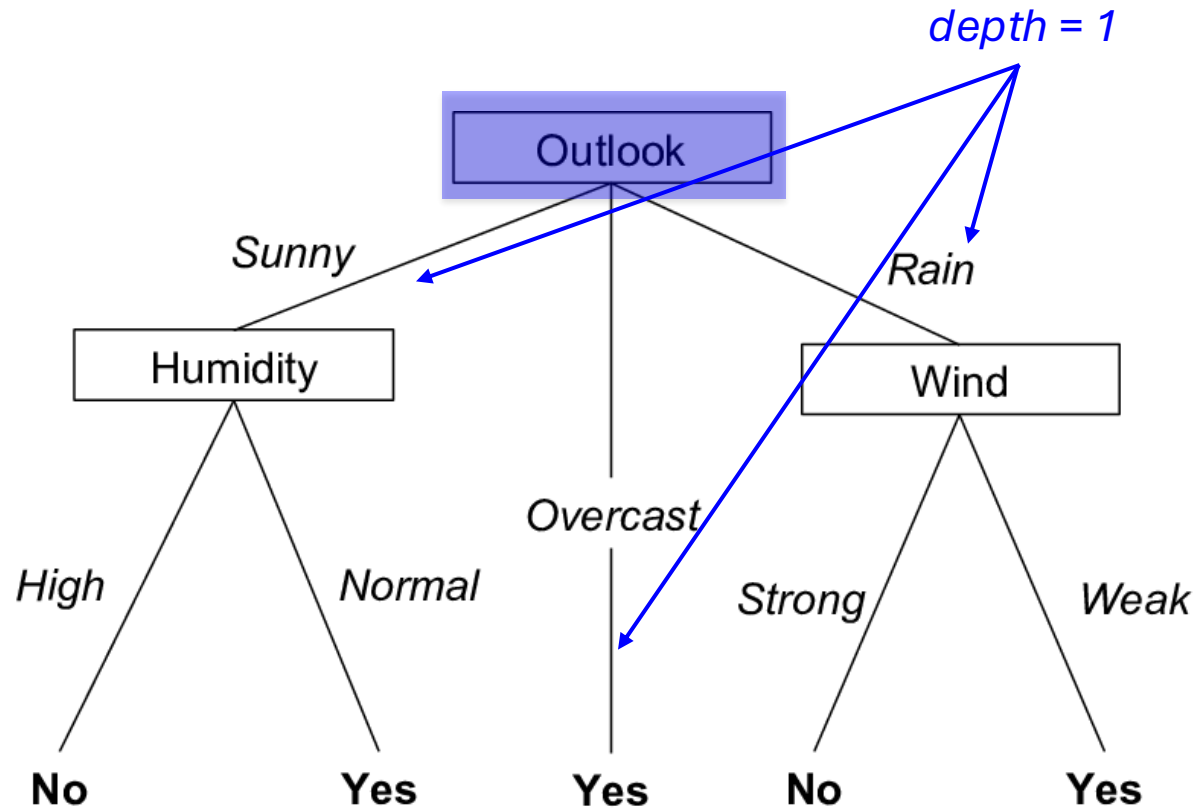 depth = 1
Outlook
Sunny
Rain
Humidity
Wind
Overcast
High
Normal
Strong
Weak
No
Yes
Yes
No
Yes